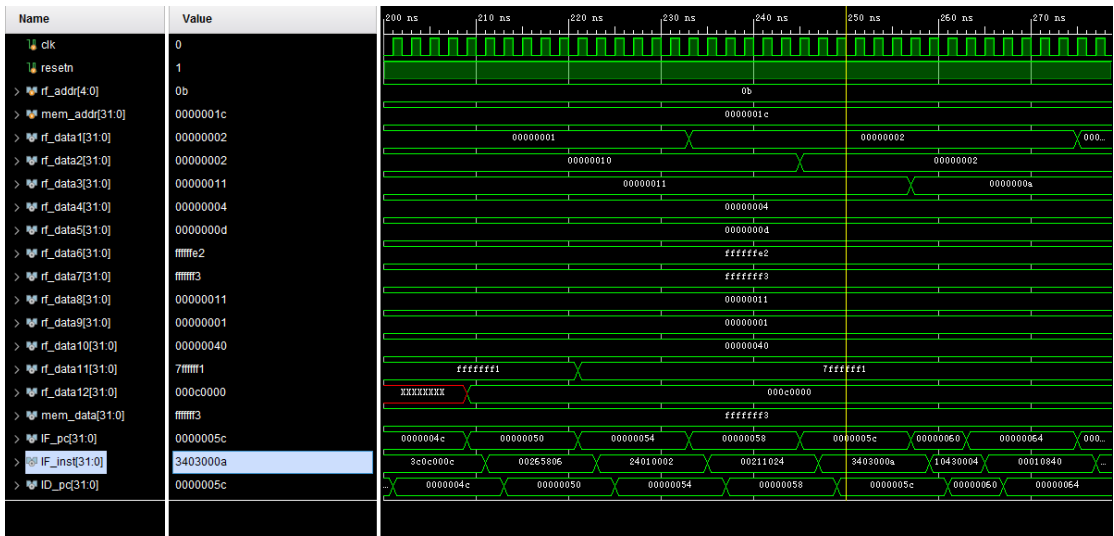 Name Value 200 ns 210 ns 220 ns 230 ns 240 ns 250 ns 260 ns 270 ns
clk 0
resetn 1
rf_addr[4:0] 0b 0b
mem_addr[31:0] 0000001c 0000001c
rf_data1[31:0] 00000002 00000001 00000002 000...
rf_data2[31:0] 00000002 00000010 00000002
rf_data3[31:0] 00000011 00000011 0000000a
rf_data4[31:0] 00000004 00000004
rf_data5[31:0] 0000000d 0000000d
rf_data6[31:0] ffffffe2 ffffffe2
rf_data7[31:0] fffffff3 fffffff3
rf_data8[31:0] 00000011 00000011
rf_data9[31:0] 00000001 00000001
rf_data10[31:0] 00000040 00000040
rf_data11[31:0] 7ffffff1 fffffff1 7ffffff1
rf_data12[31:0] 000c0000 XXXXXXXX 000c0000
mem_data[31:0] fffffff3 fffffff3
IF_pc[31:0] 0000005c 0000004c 00000050 00000054 00000058 0000005c 00000060 00000064 000...
IF_inst[31:0] 3403000a 3c0c000c 00265806 24010002 00211024 3403000a 10430004 00010840 ...
ID_pc[31:0] 0000005c ... 0000004c 00000050 00000054 00000058 0000005c 00000060 00000064